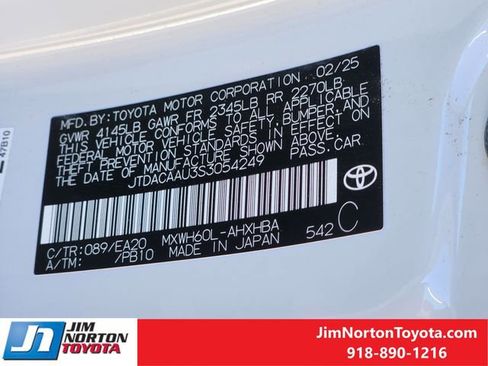 47B10
MFD. BY: TOYOTA MOTOR CORPORATION 02/25
GVWR 4145LB GAWR FR 2345LB RR 2270LB
THIS VEHICLE CONFORMS TO ALL APPLICABLE
FEDERAL MOTOR VEHICLE SAFETY, BUMPER, AND
THEFT PREVENTION STANDARDS IN EFFECT ON
THE DATE OF MANUFACTURE SHOWN ABOVE.
JTDACAAU3S3054249 PASS.CAR
C/TR: 089/EA20 MXWH60L-AHXHBA
A/TM: /PB10 MADE IN JAPAN 542 C
JIM NORTON
TOYOTA
JimNortonToyota.com
918-890-1216